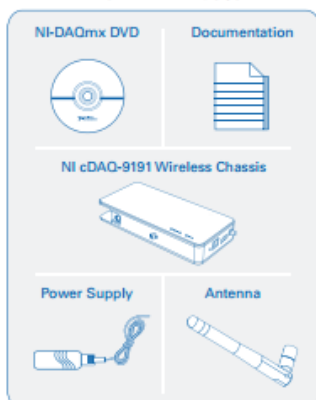 NI-DAQmx DVD
Documentation
NI cDAQ-9191 Wireless Chassis
Power Supply
Antenna